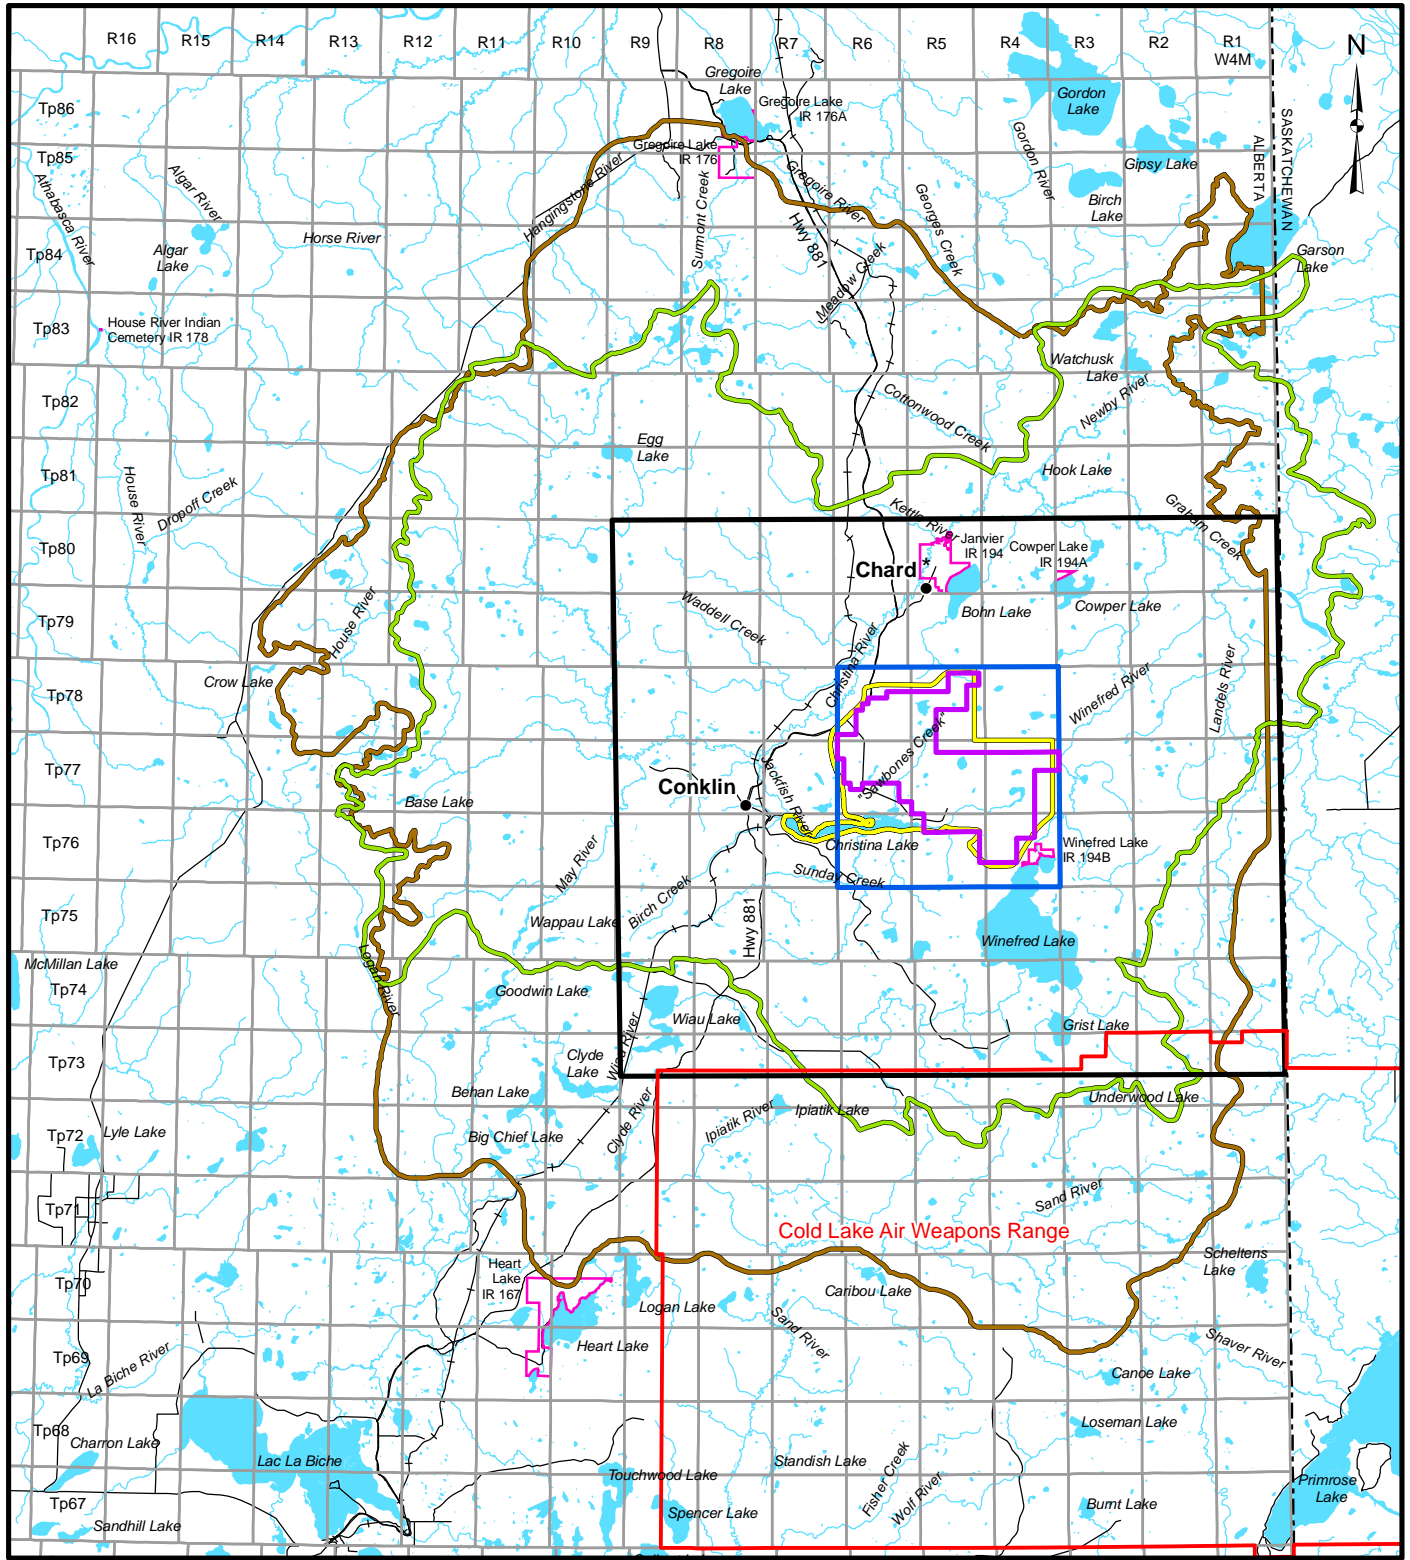 R16
R15
R14
R13
R12
R11
R10
R9
R8
R7
R6
R5
R4
R3
R2
R1
W4M
N
Gregoire
Lake
Gordon
Lake
Tp86
Gregoire Lake
IR 176A
SASKATCHEWAN
ALBERTA
Gordon River
Gregoire Lake
IR 176
Tp85
Gipsy Lake
Algar River
Athabasca River
Hangingstone River
Surmont Creek
Gregoire River
Georges Creek
Birch
Lake
Horse River
Hwy 881
Tp84
Algar
Lake
Garson
Lake
Meadow Creek
Tp83
House River Indian
Cemetery IR 178
Watchusk
Lake
Tp82
Newby River
Cottonwood Creek
Egg
Lake
Hook Lake
Tp81
House River
Dropoff Creek
Kettle River
Graham Creek
Tp80
Janvier
IR 194
Cowper Lake
IR 194A
Chard
*
Bohn Lake
Cowper Lake
Tp79
House River
Waddell Creek
Christina River
Crow Lake
Tp78
Winefred River
Landels River
"Sawbones Creek"
Tp77
Jackfish River
Conklin
Base Lake
Tp76
May River
Christina Lake
Winefred Lake
IR 194B
Sunday Creek
Birch Creek
Tp75
Wappau Lake
Hwy 881
Winefred Lake
McMillan Lake
Logan River
Tp74
Goodwin Lake
Wiau Lake
Grist Lake
Wiau River
Tp73
Clyde
Lake
Behan Lake
Underwood Lake
Ipiatik Lake
Ipiatik River
Clyde River
Tp72
Lyle Lake
Big Chief Lake
Tp71
Sand River
Cold Lake Air Weapons Range
Scheltens
Lake
Tp70
Heart
Lake
IR 167
Caribou Lake
Logan Lake
Sand River
Heart Lake
Shaver River
Tp69
La Biche River
Canoe Lake
Loseman Lake
Tp68
Charron Lake
Lac La Biche
Touchwood Lake
Standish Lake
Fisher Creek
Wolf River
Primrose
Lake
Tp67
Burnt Lake
Spencer Lake
Sandhill Lake